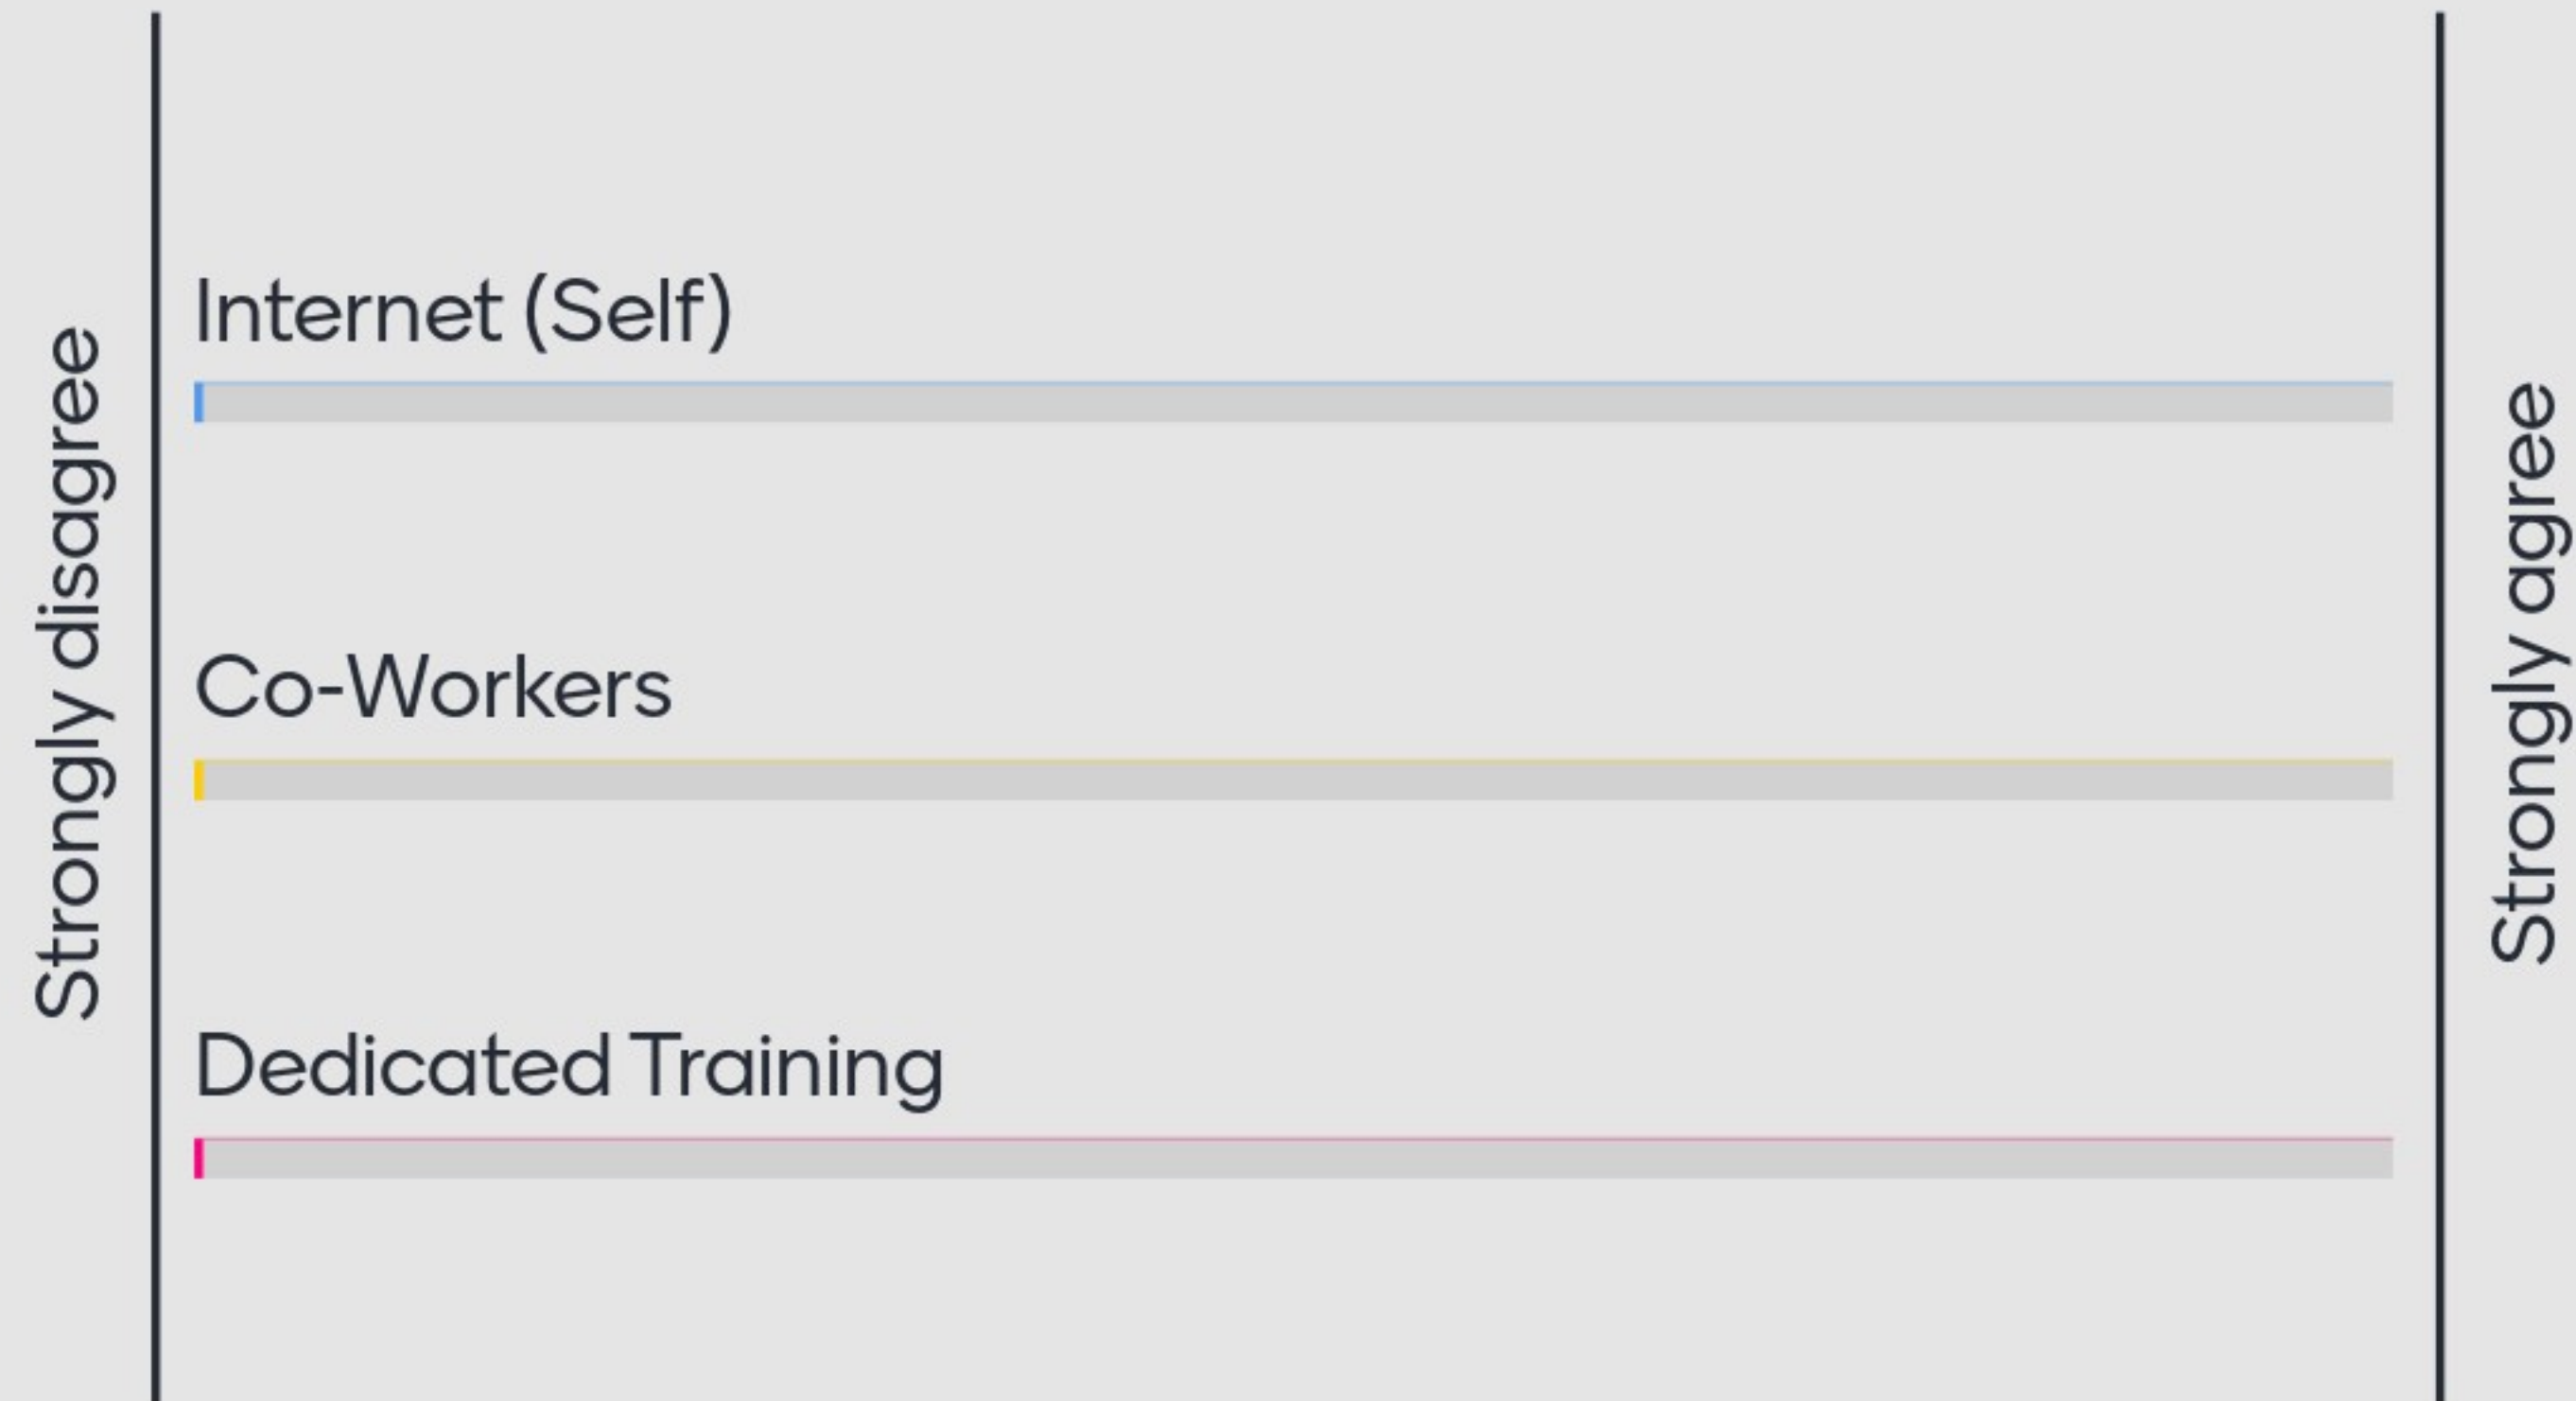 Strongly disagree
Internet (Self)
Co-Workers
Dedicated Training
Strongly agree